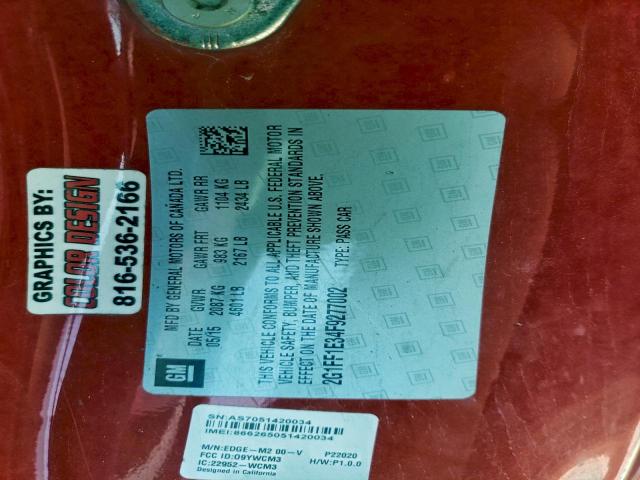 GRAPHICS BY:
COLOR DESIGN
816-536-2166
GM
MFD BY GENERAL MOTORS OF CANADA LTD.
DATE GVWR GAWR FRT GAWR RR
05/15 2087 KG 983 KG 1104 KG
4601 LB 2167 LB 2434 LB
THIS VEHICLE CONFORMS TO ALL APPLICABLE U.S. FEDERAL MOTOR
VEHICLE SAFETY, BUMPER, AND THEFT PREVENTION STANDARDS IN
EFFECT ON THE DATE OF MANUFACTURE SHOWN ABOVE.
2G1FF1E34F9277002 TYPE: PASS CAR
SN:AS7051420034
IMEI:866265051420034
M/N:EDGE-M2 00-V P22020
FCC ID:O9YWCM3 H/W:P1.0.0
IC:22952-WCM3
Designed in California